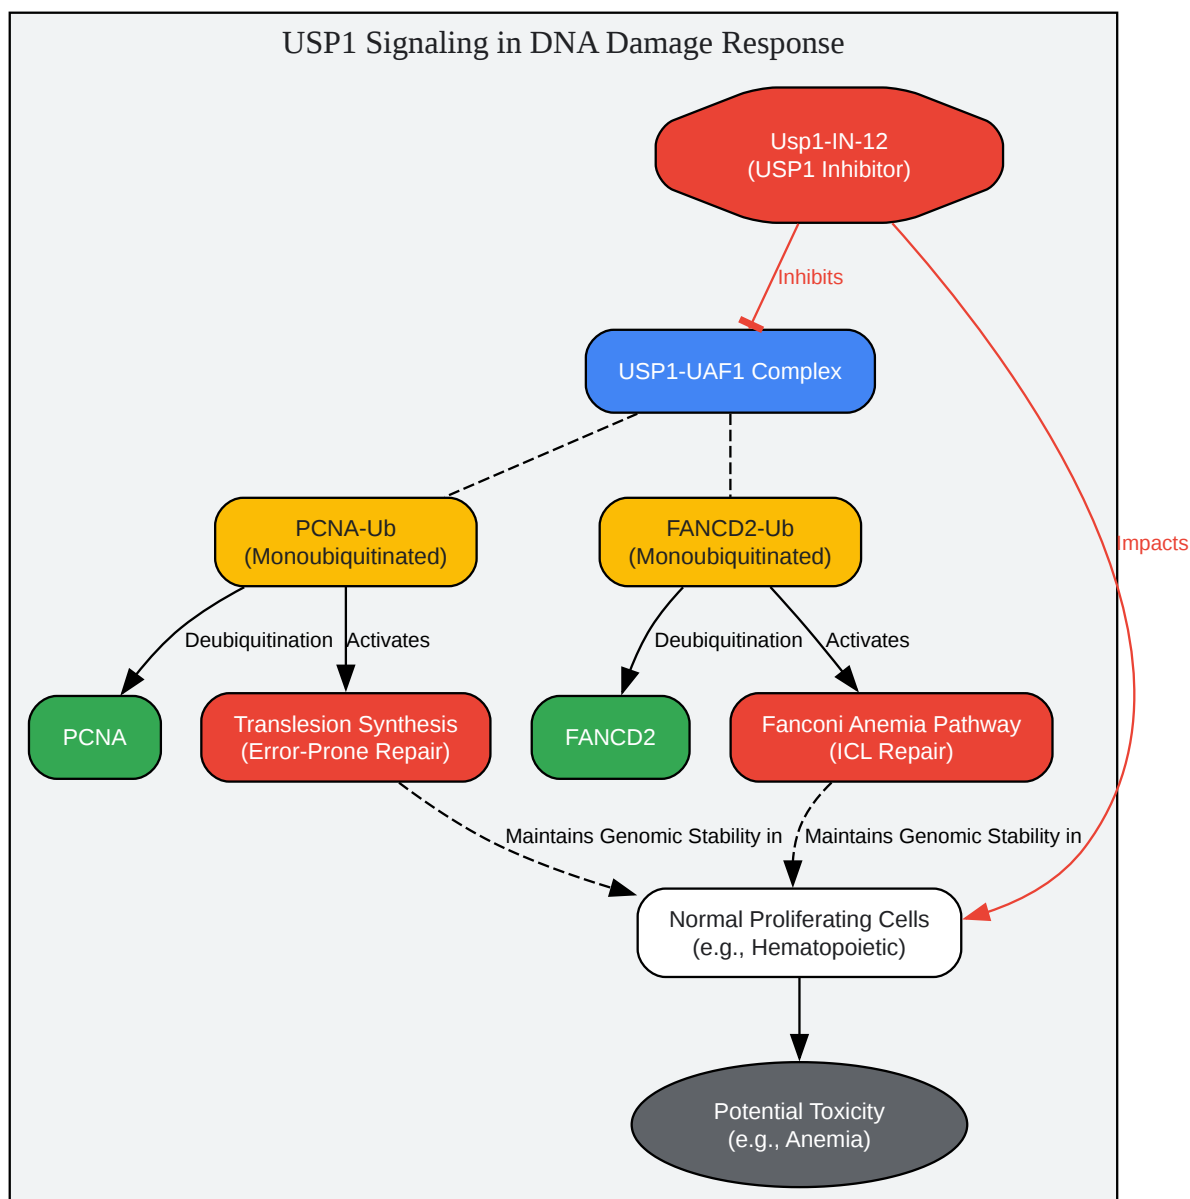 USP1 Signaling in DNA Damage Response
Usp1-IN-12
(USP1 Inhibitor)
Inhibits
USP1-UAF1 Complex
PCNA-Ub
(Monoubiquitinated)
FANCD2-Ub
(Monoubiquitinated)
Impacts
Deubiquitination
Activates
Deubiquitination
Activates
PCNA
Translesion Synthesis
(Error-Prone Repair)
FANCD2
Fanconi Anemia Pathway
(ICL Repair)
Maintains Genomic Stability in
Maintains Genomic Stability in
Normal Proliferating Cells
(e.g., Hematopoietic)
Potential Toxicity
(e.g., Anemia)